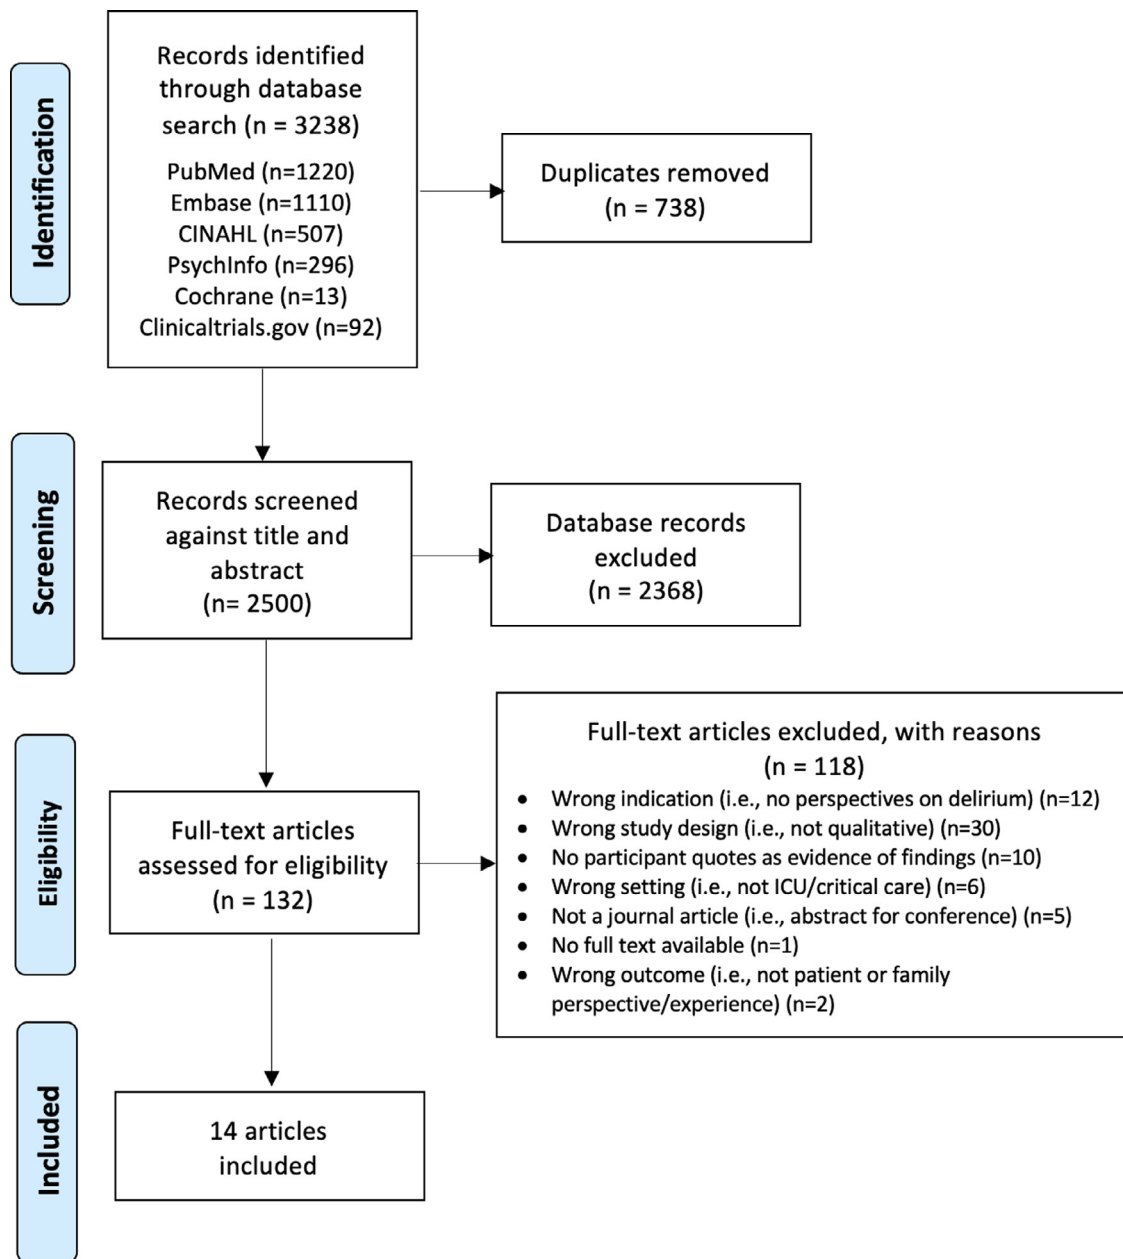 Identification
Records identified
through database
search (n = 3238)
PubMed (n=1220)
Embase (n=1110)
CINAHL (n=507)
PsychInfo (n=296)
Cochrane (n=13)
Clinicaltrials.gov (n=92)
Duplicates removed
(n = 738)
Screening
Records screened
against title and
abstract
(n= 2500)
Database records
excluded
(n = 2368)
Eligibility
Full-text articles
assessed for eligibility
(n = 132)
Full-text articles excluded, with reasons
(n = 118)
• Wrong indication (i.e., no perspectives on delirium) (n=12)
• Wrong study design (i.e., not qualitative) (n=30)
• No participant quotes as evidence of findings (n=10)
• Wrong setting (i.e., not ICU/critical care) (n=6)
• Not a journal article (i.e., abstract for conference) (n=5)
• No full text available (n=1)
• Wrong outcome (i.e., not patient or family
perspective/experience) (n=2)
Included
14 articles
included